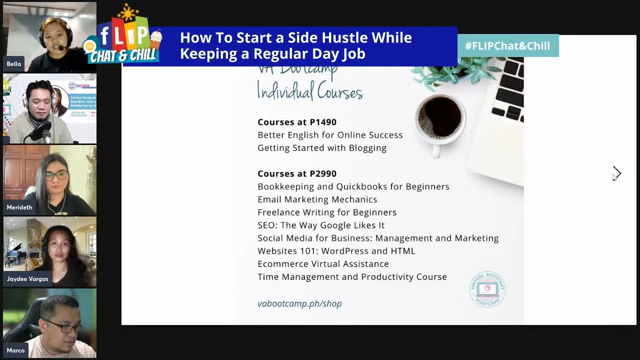 FLIP
CHAT & CHILL
How To Start a Side Hustle While
Keeping a Regular Day Job
#FLIPChat&Chill
VA Bootcamp
Individual Courses
Courses at P1490
Better English for Online Success
Getting Started with Blogging
Courses at P2990
Bookkeeping and Quickbooks for Beginners
Email Marketing Mechanics
Freelance Writing for Beginners
SEO: The Way Google Likes It
Social Media for Business: Management and Marketing
Websites 101: WordPress and HTML
Ecommerce Virtual Assistance
Time Management and Productivity Course
vabootcamp.ph/shop
Bella
Merideth
Jaydee Vargas
Marco